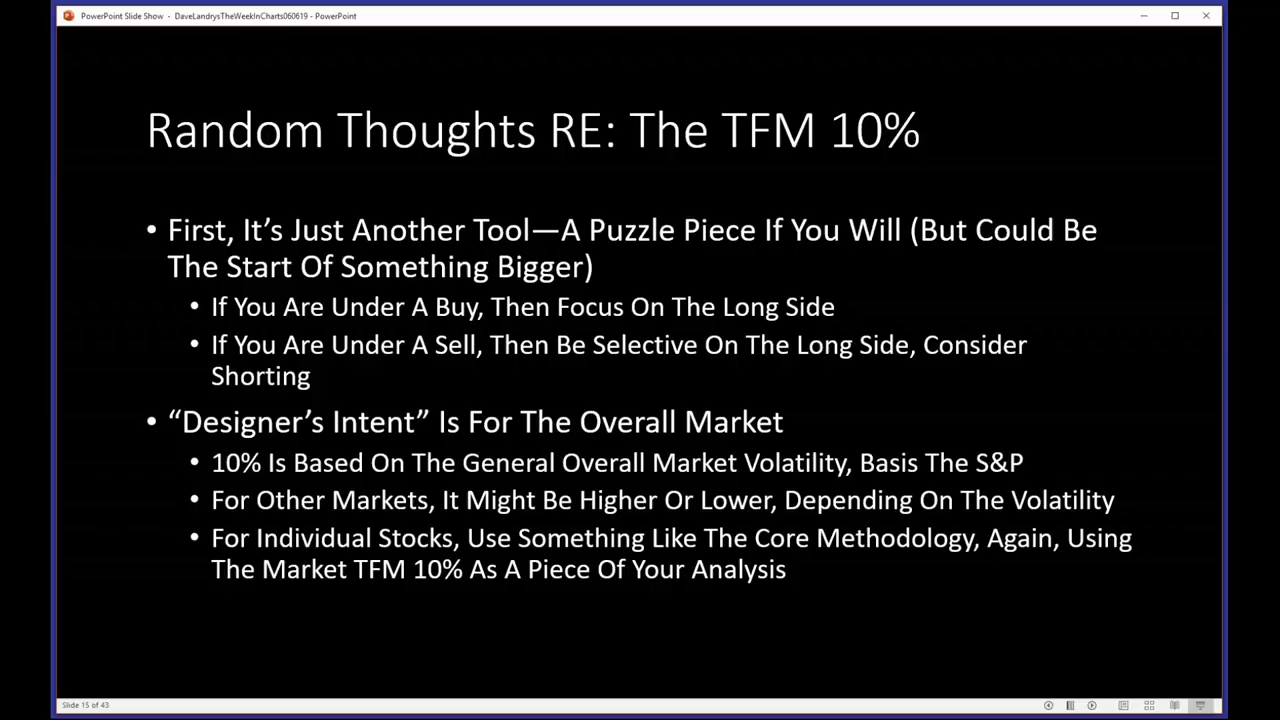 PowerPoint Slide Show - DaveLandrysTheWeekInCharts060619 - PowerPoint
Random Thoughts RE: The TFM 10%
• First, It’s Just Another Tool—A Puzzle Piece If You Will (But Could Be
The Start Of Something Bigger)
• If You Are Under A Buy, Then Focus On The Long Side
• If You Are Under A Sell, Then Be Selective On The Long Side, Consider
Shorting
• “Designer’s Intent” Is For The Overall Market
• 10% Is Based On The General Overall Market Volatility, Basis The S&P
• For Other Markets, It Might Be Higher Or Lower, Depending On The Volatility
• For Individual Stocks, Use Something Like The Core Methodology, Again, Using
The Market TFM 10% As A Piece Of Your Analysis
Slide 15 of 43